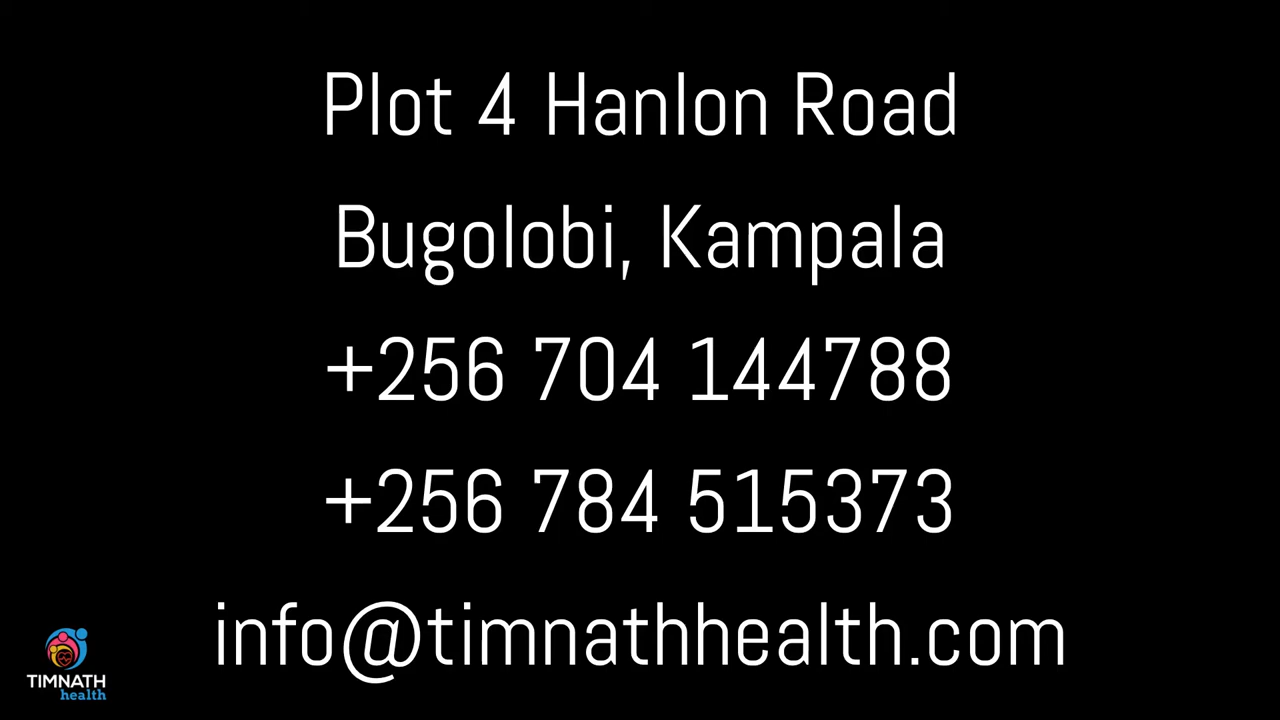 Plot 4 Hanlon Road
Bugolobi, Kampala
+256 704 144788
+256 784 515373
info@timnathhealth.com
TIMNATH
health